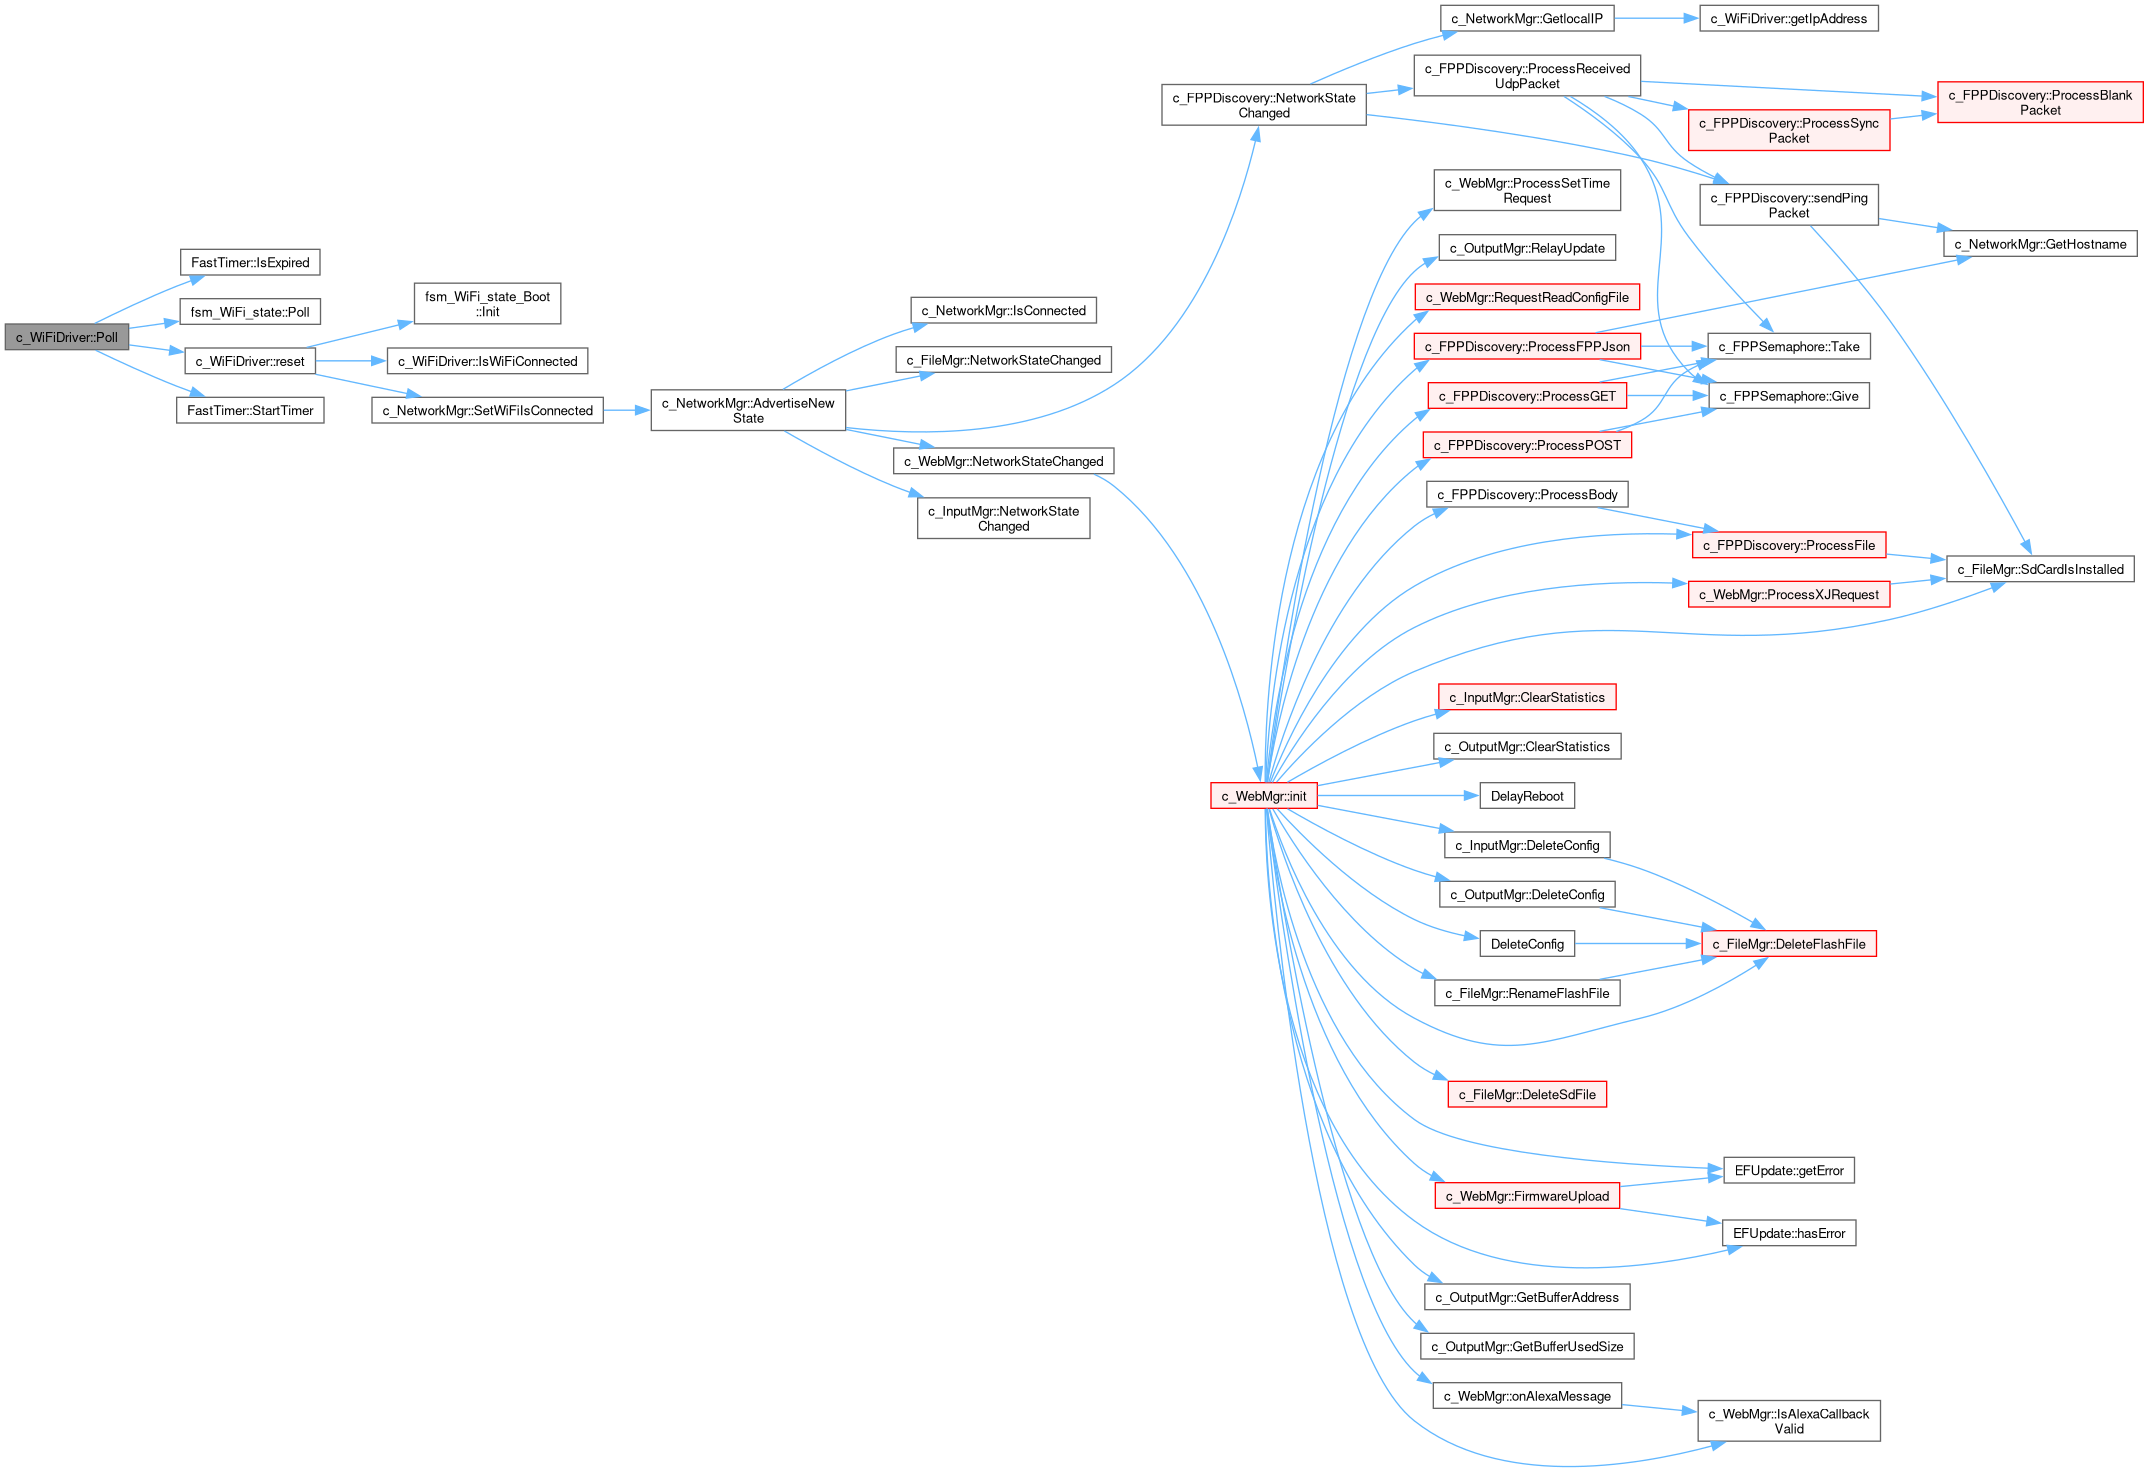 c_WiFiDriver::Poll
FastTimer::IsExpired
fsm_WiFi_state::Poll
c_WiFiDriver::reset
FastTimer::StartTimer
fsm_WiFi_state_Boot
::Init
c_WiFiDriver::IsWiFiConnected
c_NetworkMgr::SetWiFiIsConnected
c_NetworkMgr::AdvertiseNew
State
c_NetworkMgr::IsConnected
c_FileMgr::NetworkStateChanged
c_WebMgr::NetworkStateChanged
c_InputMgr::NetworkState
Changed
c_FPPDiscovery::NetworkState
Changed
c_WebMgr::init
c_NetworkMgr::GetlocalIP
c_FPPDiscovery::ProcessReceived
UdpPacket
c_WebMgr::ProcessSetTime
Request
c_OutputMgr::RelayUpdate
c_WebMgr::RequestReadConfigFile
c_FPPDiscovery::ProcessFPPJson
c_FPPDiscovery::ProcessGET
c_FPPDiscovery::ProcessPOST
c_FPPDiscovery::ProcessBody
c_InputMgr::ClearStatistics
c_OutputMgr::ClearStatistics
DelayReboot
c_InputMgr::DeleteConfig
c_OutputMgr::DeleteConfig
DeleteConfig
c_FileMgr::RenameFlashFile
c_FileMgr::DeleteSdFile
c_WebMgr::FirmwareUpload
c_OutputMgr::GetBufferAddress
c_OutputMgr::GetBufferUsedSize
c_WebMgr::onAlexaMessage
c_WiFiDriver::getIpAddress
c_FPPDiscovery::ProcessSync
Packet
c_FPPDiscovery::sendPing
Packet
c_FPPSemaphore::Take
c_FPPSemaphore::Give
c_FPPDiscovery::ProcessFile
c_WebMgr::ProcessXJRequest
c_FileMgr::DeleteFlashFile
EFUpdate::getError
EFUpdate::hasError
c_WebMgr::IsAlexaCallback
Valid
c_FPPDiscovery::ProcessBlank
Packet
c_NetworkMgr::GetHostname
c_FileMgr::SdCardIsInstalled